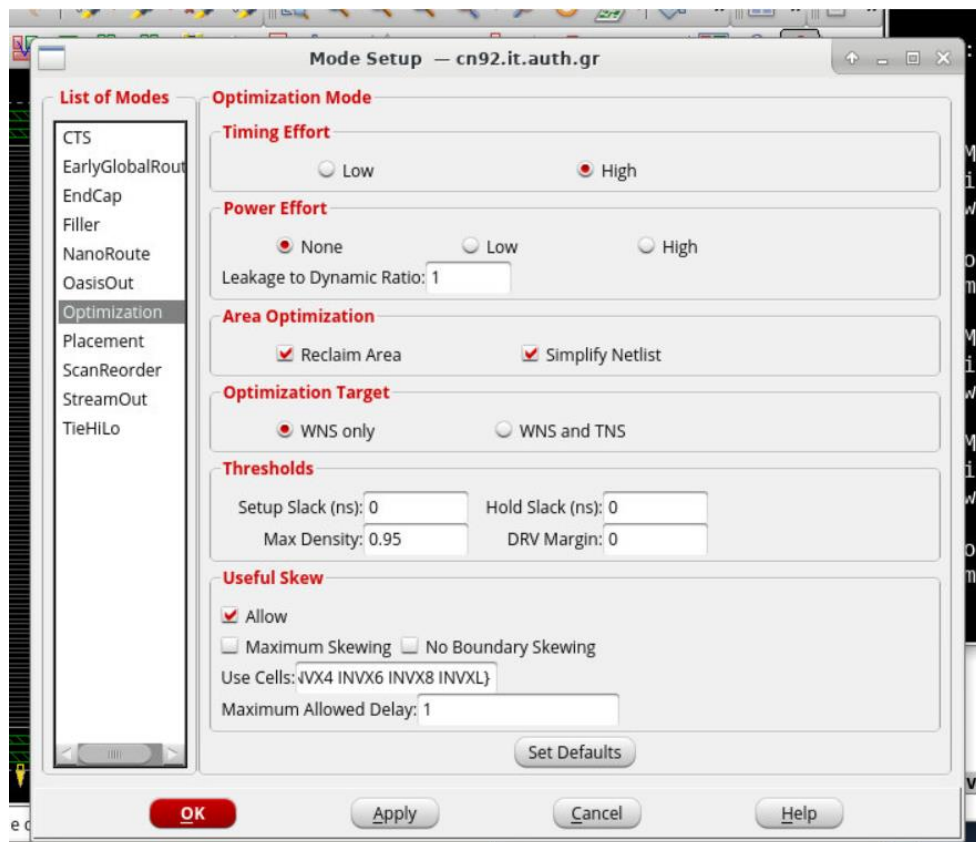 Mode Setup — cn92.it.auth.gr
List of Modes
CTS
EarlyGlobalRout
EndCap
Filler
NanoRoute
OasisOut
Optimization
Placement
ScanReorder
StreamOut
TieHiLo
Optimization Mode
Timing Effort
Low High
Power Effort
None Low High
Leakage to Dynamic Ratio: 1
Area Optimization
Reclaim Area Simplify Netlist
Optimization Target
WNS only WNS and TNS
Thresholds
Setup Slack (ns): 0 Hold Slack (ns): 0
Max Density: 0.95 DRV Margin: 0
Useful Skew
Allow
Maximum Skewing No Boundary Skewing
Use Cells: NVX4 INVX6 INVX8 INVXL}
Maximum Allowed Delay: 1
Set Defaults
OK Apply Cancel Help